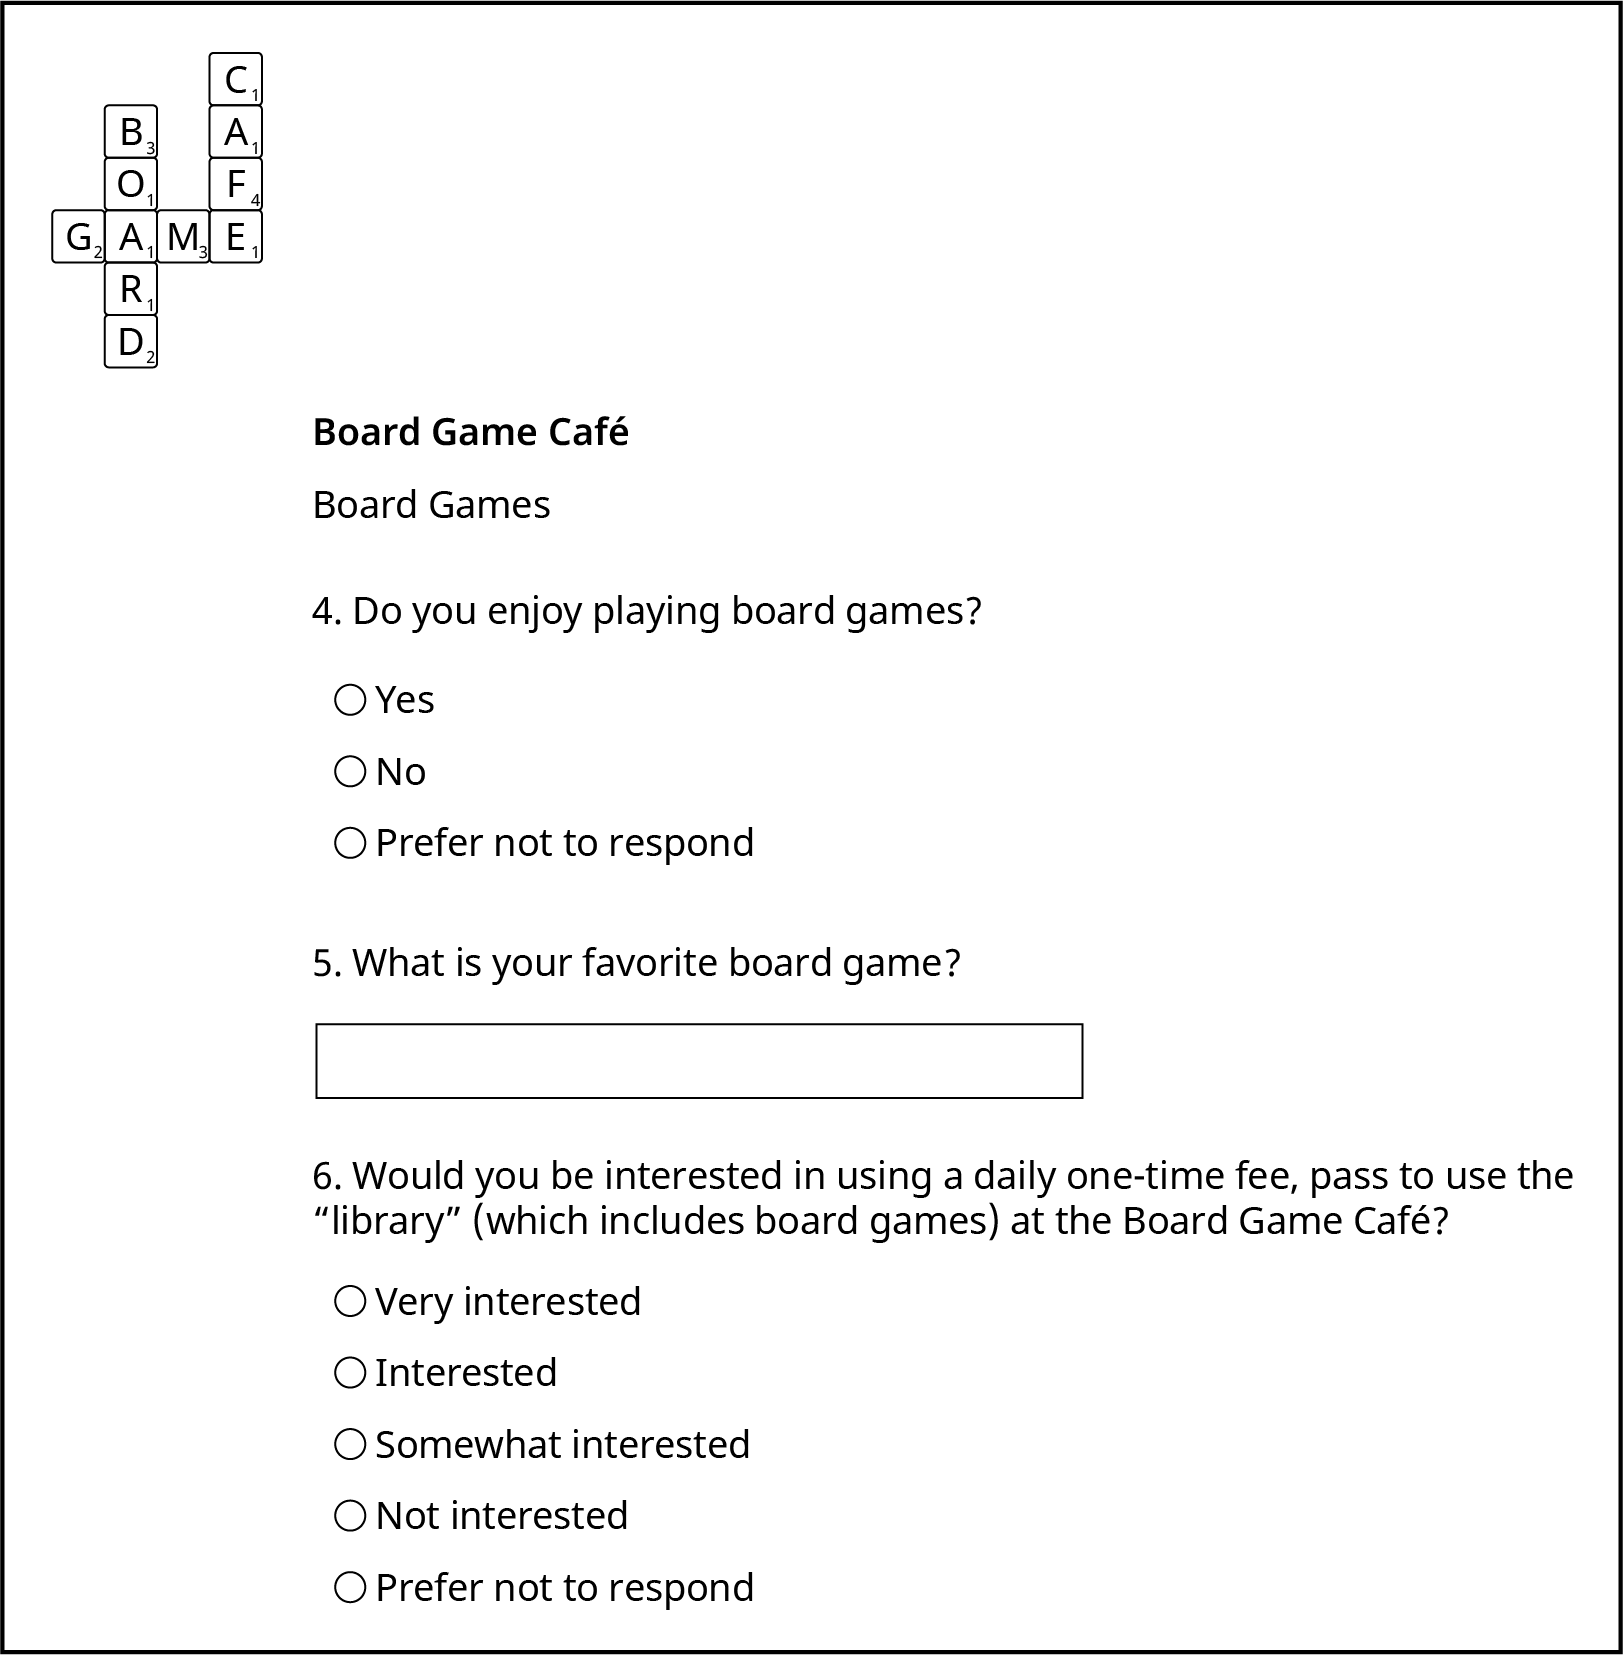 C1
B3 A1
O1 F4
G2 A1 M3 E1
R1
D2
Board Game Café
Board Games
4. Do you enjoy playing board games?
Yes
No
Prefer not to respond
5. What is your favorite board game?
6. Would you be interested in using a daily one-time fee, pass to use the
“library” (which includes board games) at the Board Game Café?
Very interested
Interested
Somewhat interested
Not interested
Prefer not to respond